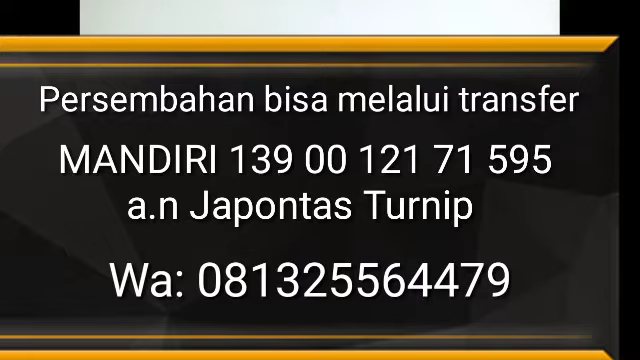 Persembahan bisa melalui transfer
MANDIRI 139 00 121 71 595
a.n Japontas Turnip
Wa: 081325564479